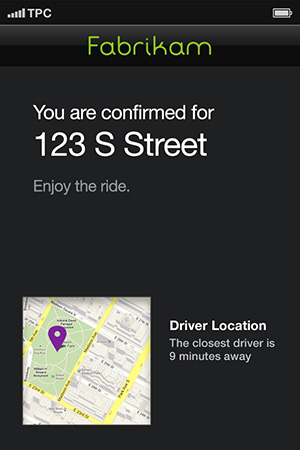 TPC
Fabrikam
You are confirmed for
123 S Street
Enjoy the ride.
Driver Location
The closest driver is
9 minutes away